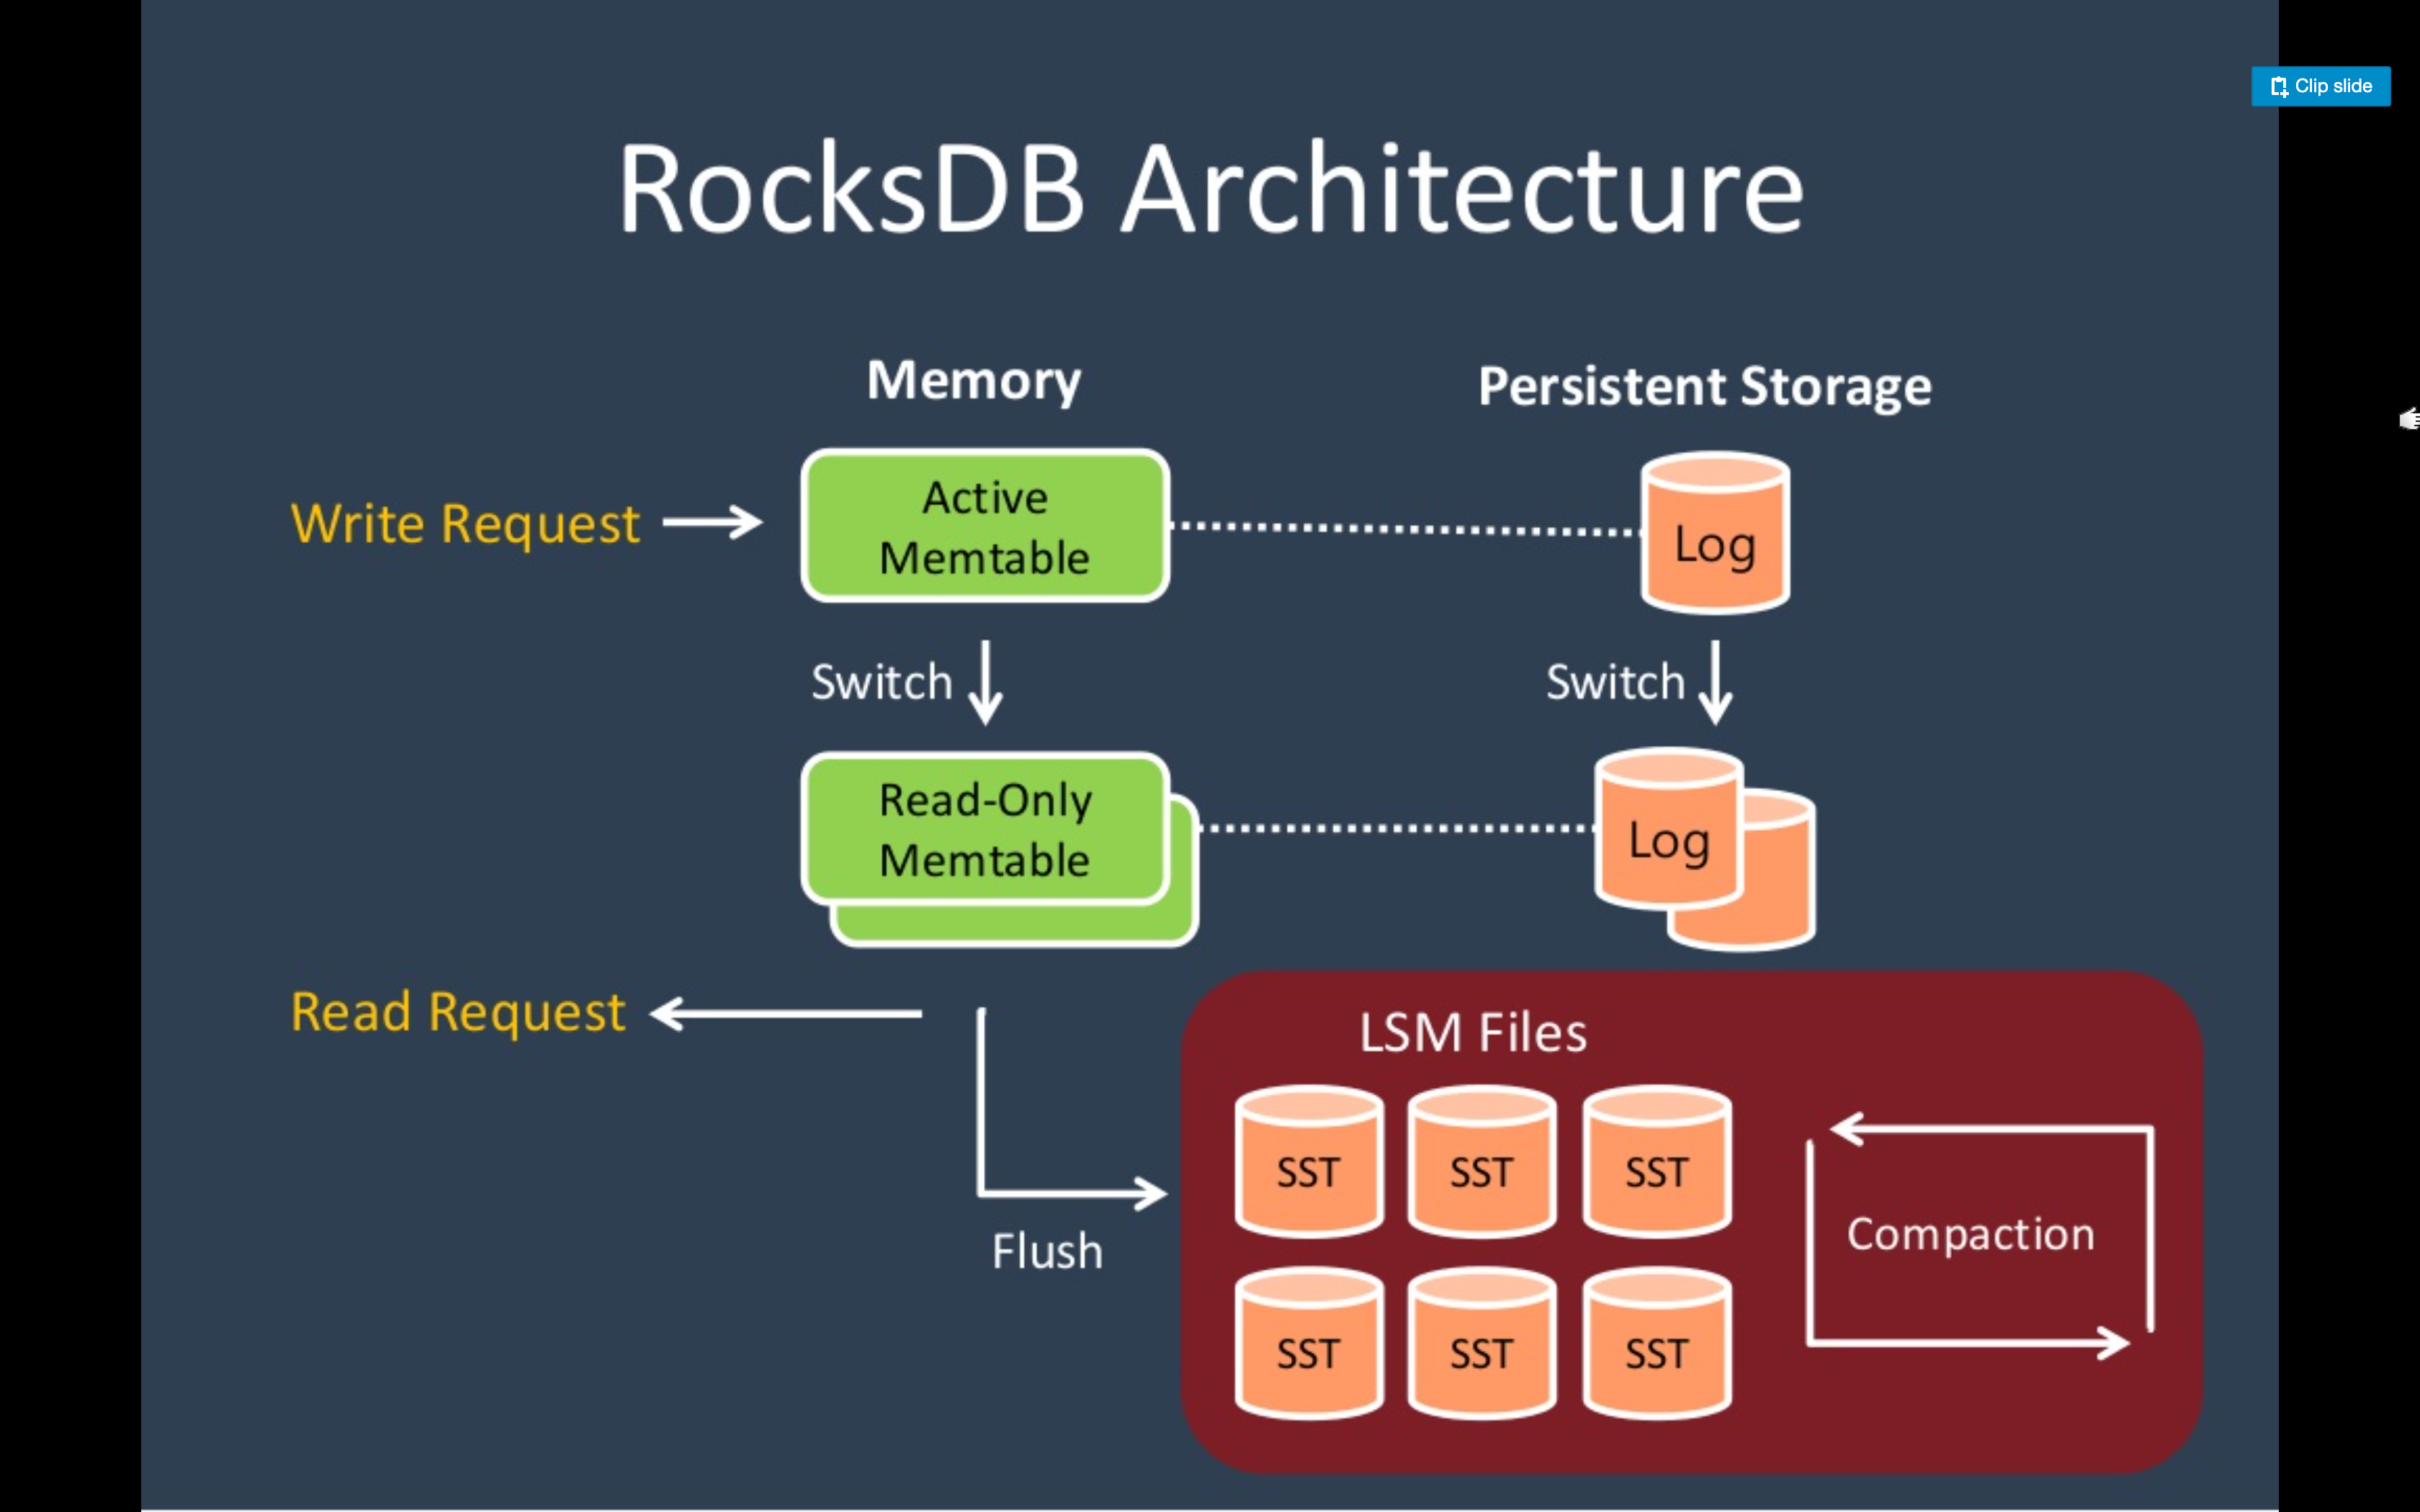 Clip slide
RocksDB Architecture
Memory
Persistent Storage
Write Request
Active
Memtable
Log
Switch
Switch
Read-Only
Memtable
Log
Read Request
Flush
LSM Files
SST
SST
SST
Compaction
SST
SST
SST